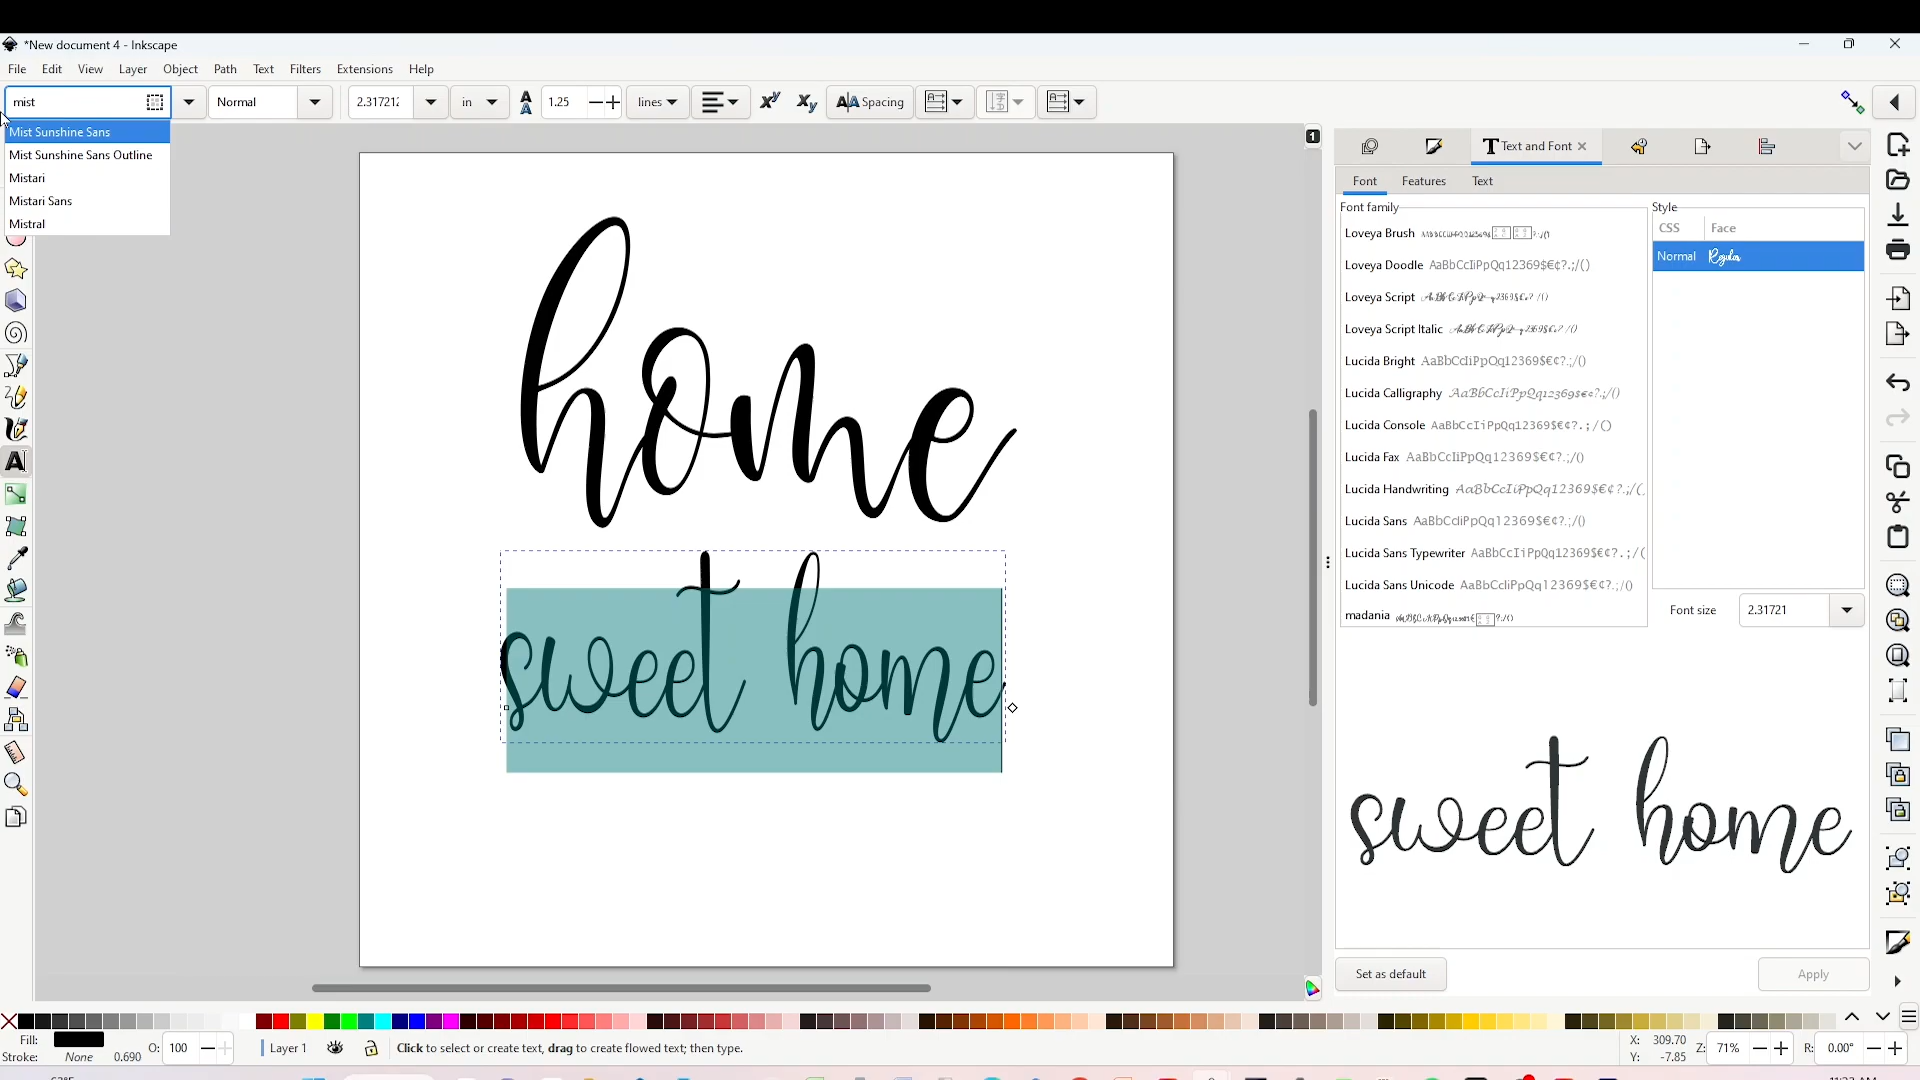 *New document 4 - Inkscape
File Edit View Layer Object Path Text Filters Extensions Help
mist Normal 2.317212 in 1.25 lines Spacing
Mist Sunshine Sans
Mist Sunshine Sans Outline
Mistari
Mistari Sans
Mistral
1
Text and Font
Font Features Text
Font family
Loveya Brush
Loveya Doodle AaBbCcIiPpQq12369$€¢?.;/()
Loveya Script
Loveya Script Italic
Lucida Bright AaBbCcIiPpQq12369$€¢?.;/()
Lucida Calligraphy AaBbCcIiPpQq12369$€¢?.;/()
Lucida Console AaBbCcIiPpQq12369$€¢?.;/()
Lucida Fax AaBbCcIiPpQq12369$€¢?.;/()
Lucida Handwriting AaBbCcIiPpQq12369$€¢?.;/(
Lucida Sans AaBbCcIiPpQq12369$€¢?.;/()
Lucida Sans Typewriter AaBbCcIiPpQq12369$€¢?.;/(
Lucida Sans Unicode AaBbCcIiPpQq12369$€¢?.;/()
madania
Style
CSS Face
Normal Regular
Font size 2.31721
home
sweet home
sweet home
Set as default Apply
Fill:
Stroke: None 0.690
O: 100
Layer 1
Click to select or create text, drag to create flowed text; then type.
X: 309.70
Y: -7.85
Z: 71%
R: 0.00°